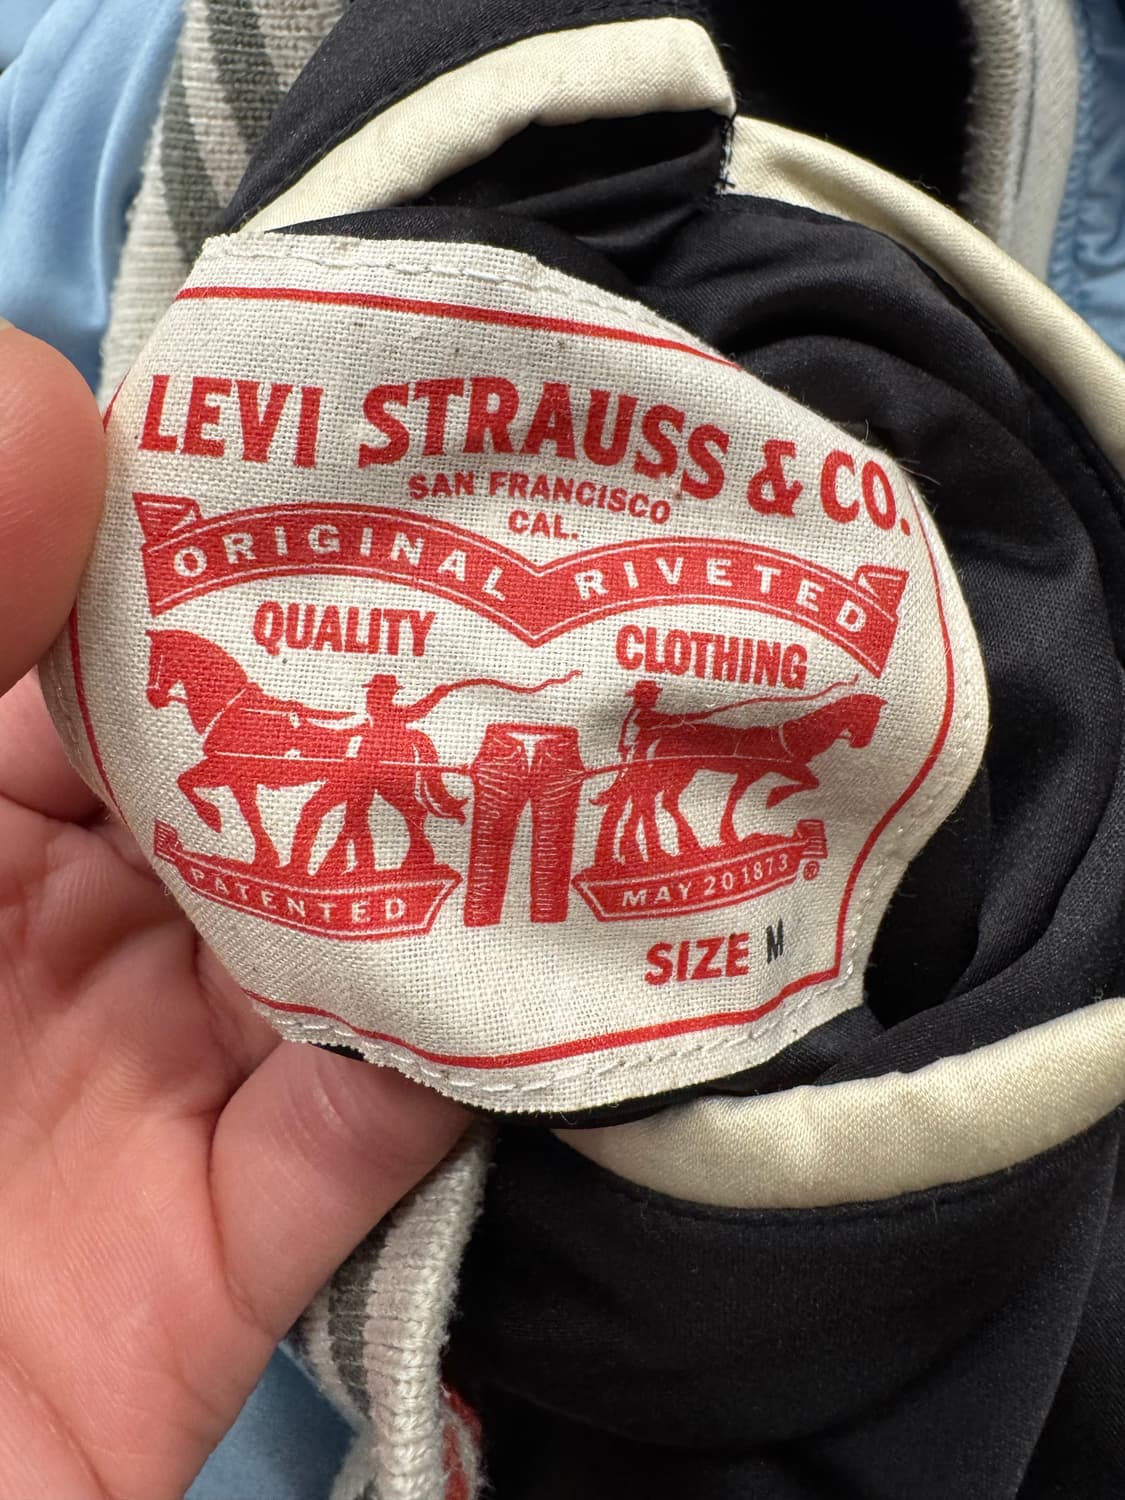 LEVI STRAUSS & CO.
SAN FRANCISCO
CAL.
ORIGINAL RIVETED
QUALITY CLOTHING
PATENTED MAY 20 1873 ®
SIZE M